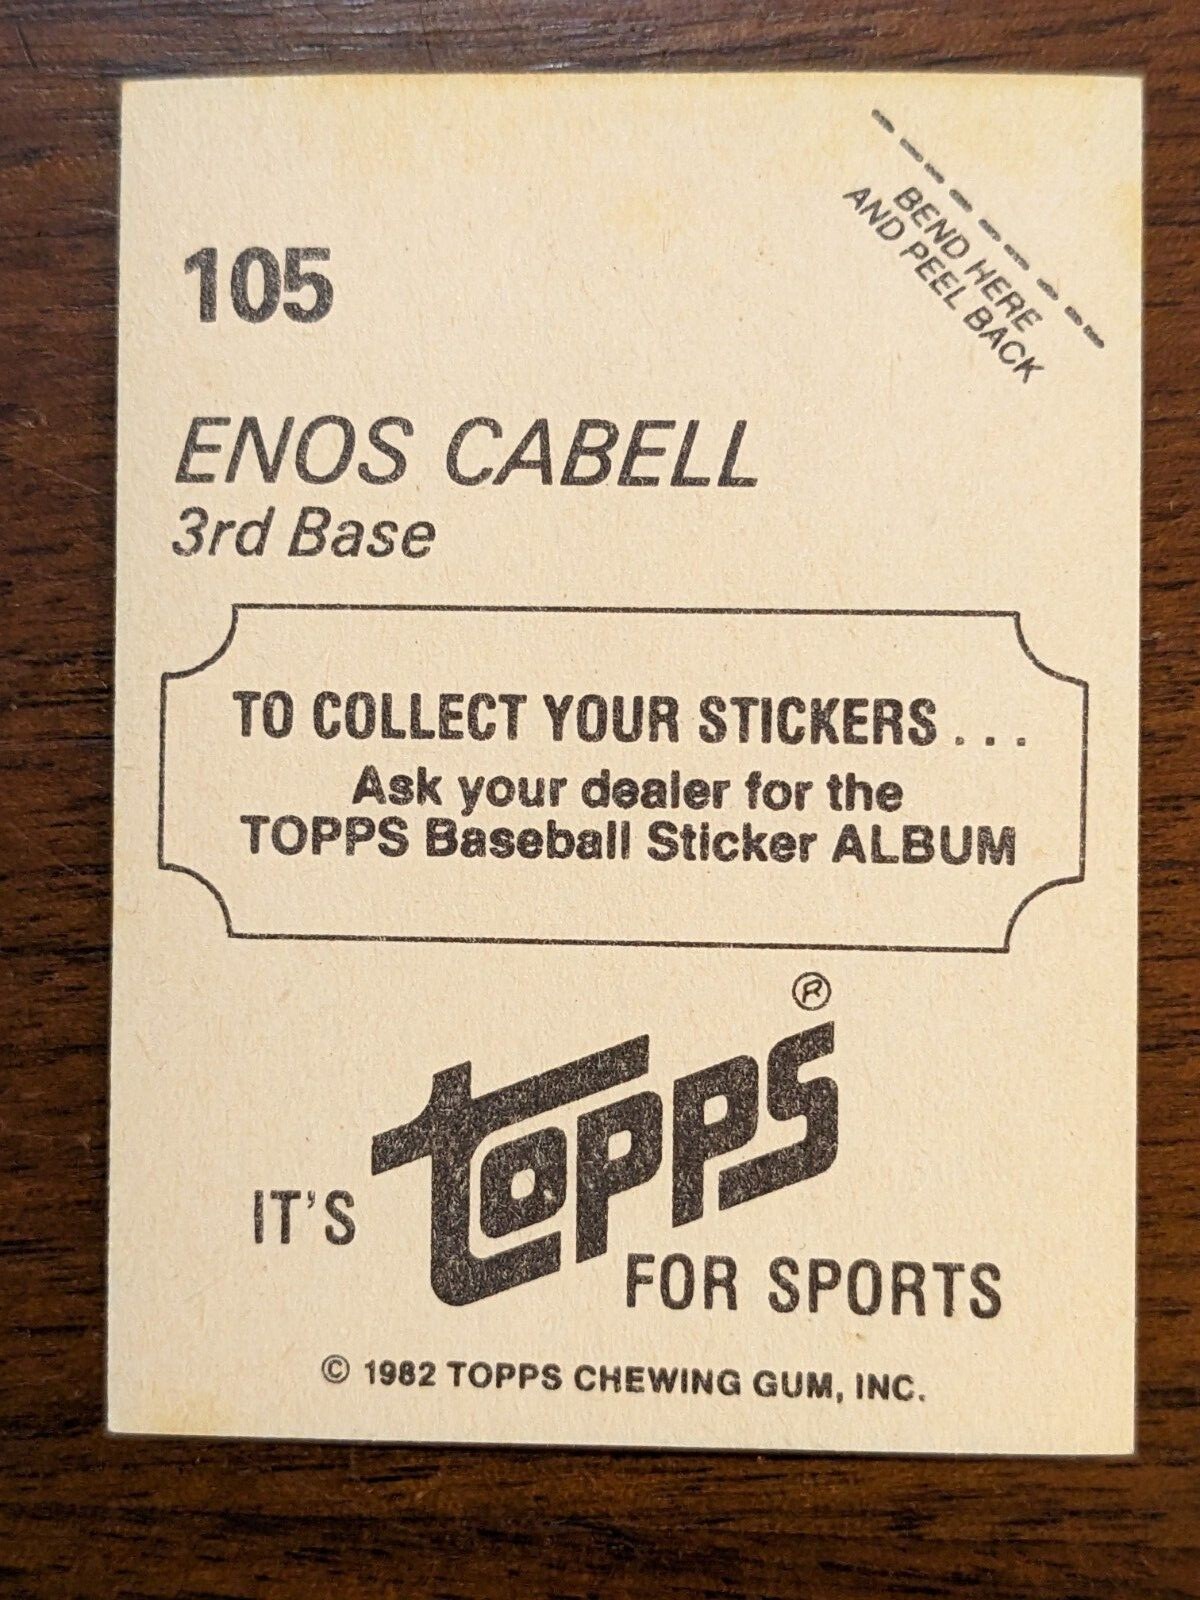 BEND HERE
AND PEEL BACK
105
ENOS CABELL
3rd Base
TO COLLECT YOUR STICKERS . . .
Ask your dealer for the
TOPPS Baseball Sticker ALBUM
IT'S topps® FOR SPORTS
© 1982 TOPPS CHEWING GUM, INC.